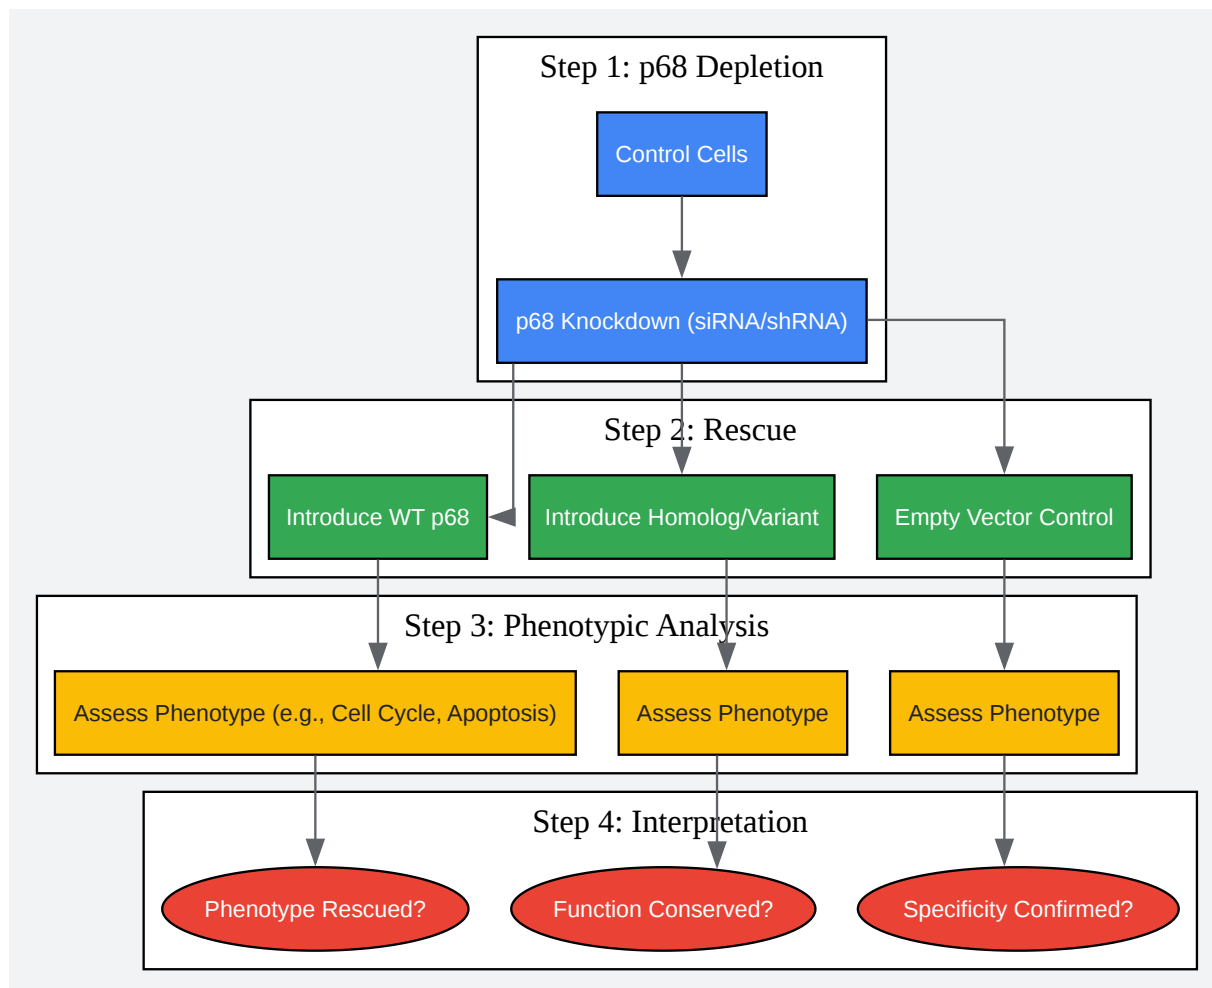 Step 1: p68 Depletion
Control Cells
p68 Knockdown (siRNA/shRNA)
Step 2: Rescue
Introduce WT p68
Introduce Homolog/Variant
Empty Vector Control
Step 3: Phenotypic Analysis
Assess Phenotype (e.g., Cell Cycle, Apoptosis)
Assess Phenotype
Assess Phenotype
Step 4: Interpretation
Phenotype Rescued?
Function Conserved?
Specificity Confirmed?